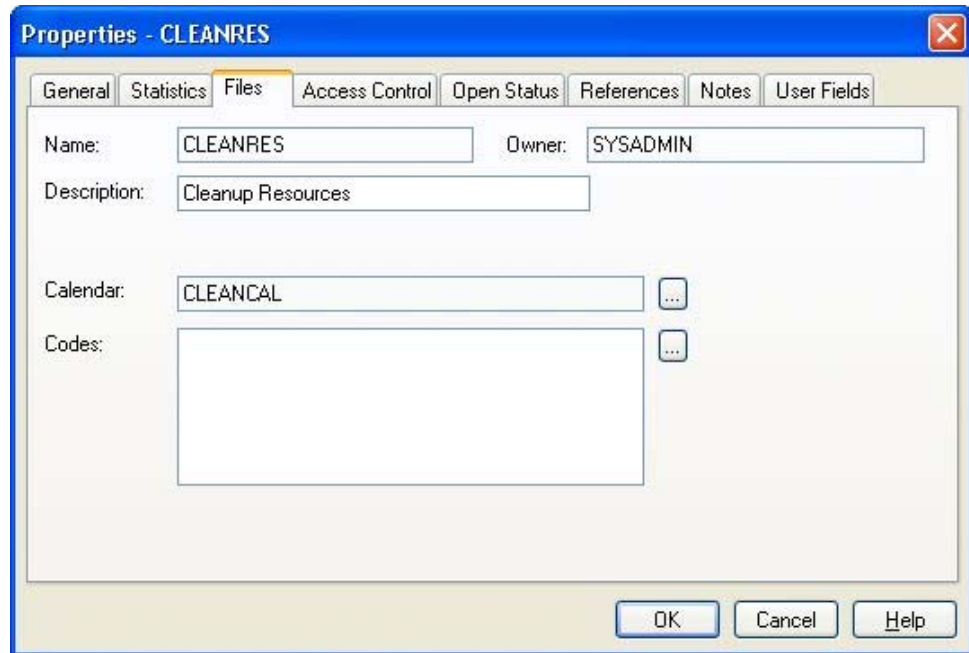 Properties - CLEANRES
General Statistics Files Access Control Open Status References Notes User Fields
Name: CLEANRES Owner: SYSADMIN
Description: Cleanup Resources
Calendar: CLEANCAL ...
Codes: ...
OK Cancel Help